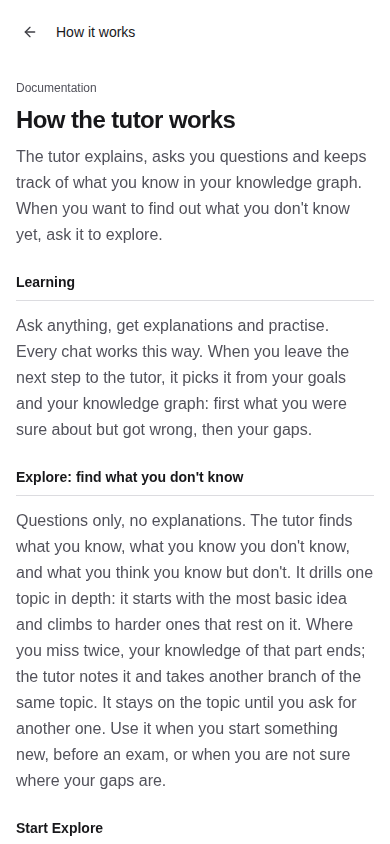 How it works
Documentation
How the tutor works
The tutor explains, asks you questions and keeps
track of what you know in your knowledge graph.
When you want to find out what you don't know
yet, ask it to explore.
Learning
Ask anything, get explanations and practise.
Every chat works this way. When you leave the
next step to the tutor, it picks it from your goals
and your knowledge graph: first what you were
sure about but got wrong, then your gaps.
Explore: find what you don't know
Questions only, no explanations. The tutor finds
what you know, what you know you don't know,
and what you think you know but don't. It drills one
topic in depth: it starts with the most basic idea
and climbs to harder ones that rest on it. Where
you miss twice, your knowledge of that part ends;
the tutor notes it and takes another branch of the
same topic. It stays on the topic until you ask for
another one. Use it when you start something
new, before an exam, or when you are not sure
where your gaps are.
Start Explore